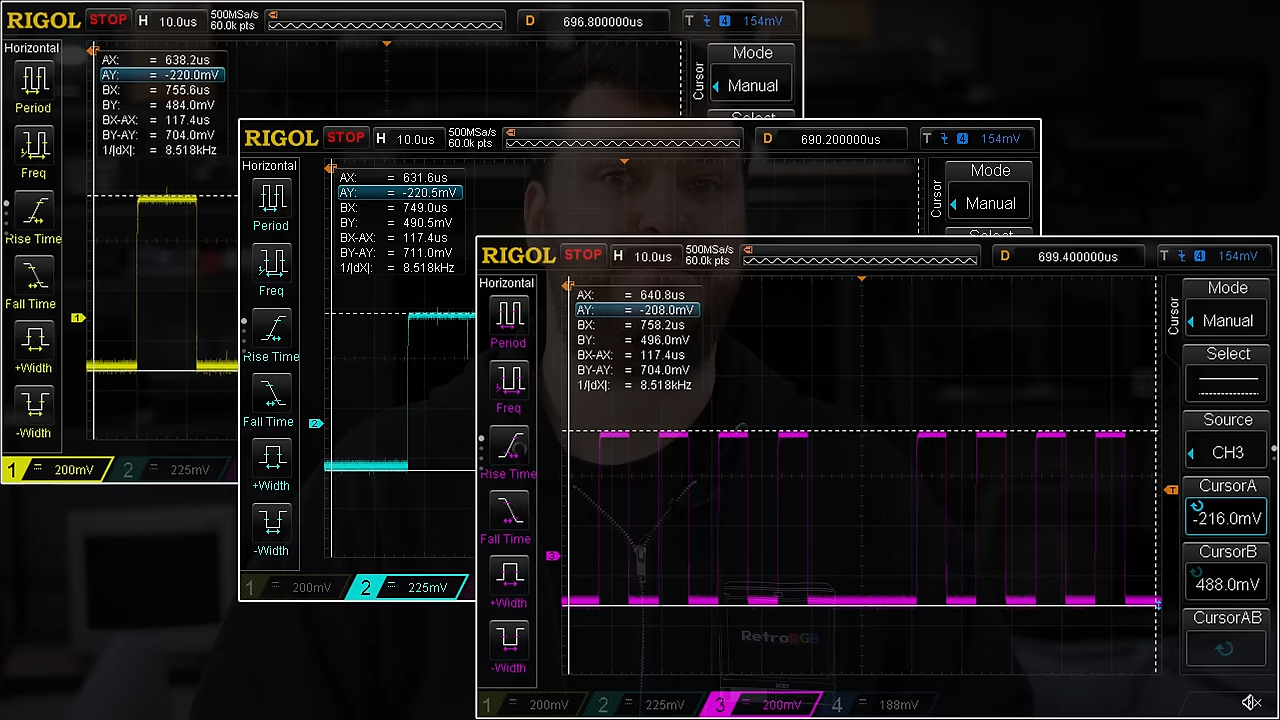 RIGOL STOP H 10.0us 500MSa/s 60.0k pts D 696.800000us T 4 154mV
Horizontal
Period
Freq
Rise Time
Fall Time
+Width
-Width
AX: = 638.2us
AY: = -220.0mV
BX: = 755.6us
BY: = 484.0mV
BX-AX: = 117.4us
BY-AY: = 704.0mV
1/|dX|: = 8.518kHz
Cursor
Mode
Manual
Select
1
1 200mV 2 225mV
RIGOL STOP H 10.0us 500MSa/s 60.0k pts D 690.200000us T 4 154mV
Horizontal
Period
Freq
Rise Time
Fall Time
+Width
-Width
AX: = 631.6us
AY: = -220.5mV
BX: = 749.0us
BY: = 490.5mV
BX-AX: = 117.4us
BY-AY: = 711.0mV
1/|dX|: = 8.518kHz
Cursor
Mode
Manual
Select
2
1 200mV 2 225mV
RIGOL STOP H 10.0us 500MSa/s 60.0k pts D 699.400000us T 4 154mV
Horizontal
Period
Freq
Rise Time
Fall Time
+Width
-Width
AX: = 640.8us
AY: = -208.0mV
BX: = 758.2us
BY: = 496.0mV
BX-AX: = 117.4us
BY-AY: = 704.0mV
1/|dX|: = 8.518kHz
Cursor
Mode
Manual
Select
Source
CH3
CursorA
-216.0mV
CursorB
488.0mV
CursorAB
T
3
RetroRGB
1 200mV 2 225mV 3 200mV 4 188mV